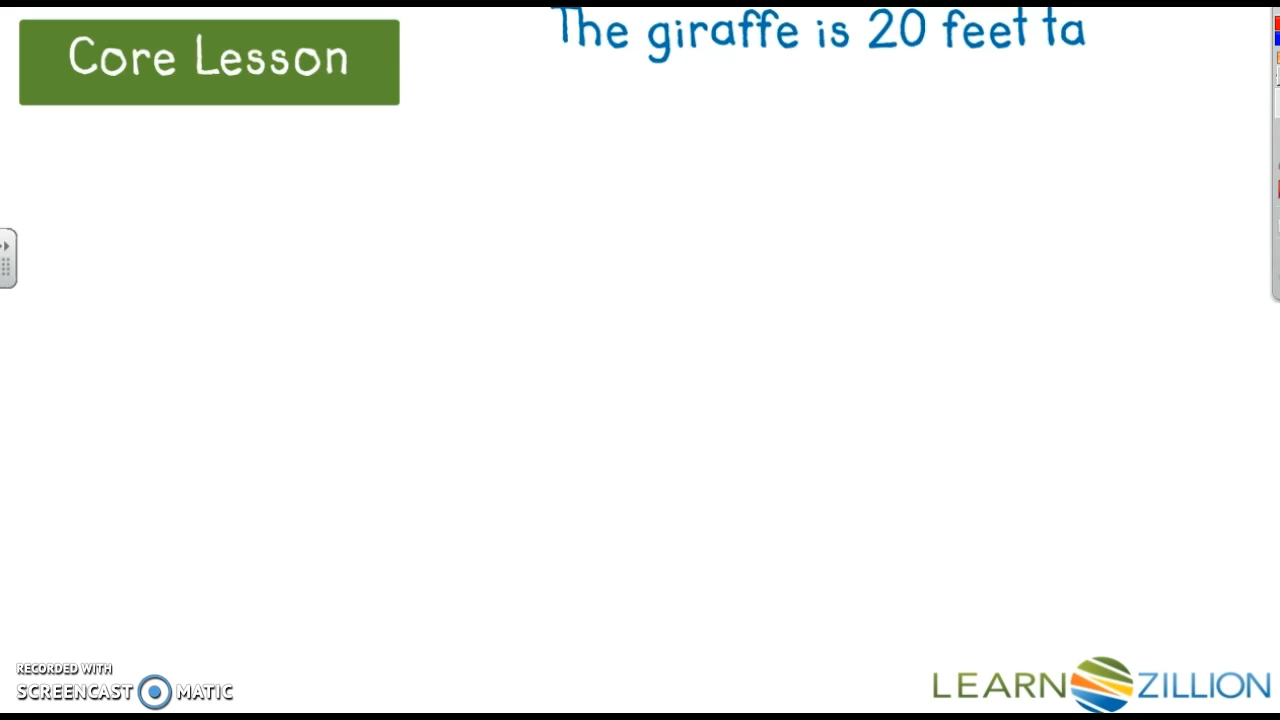 The giraffe is 20 feet ta
Core Lesson
RECORDED WITH
SCREENCAST MATIC
LEARN ZILLION